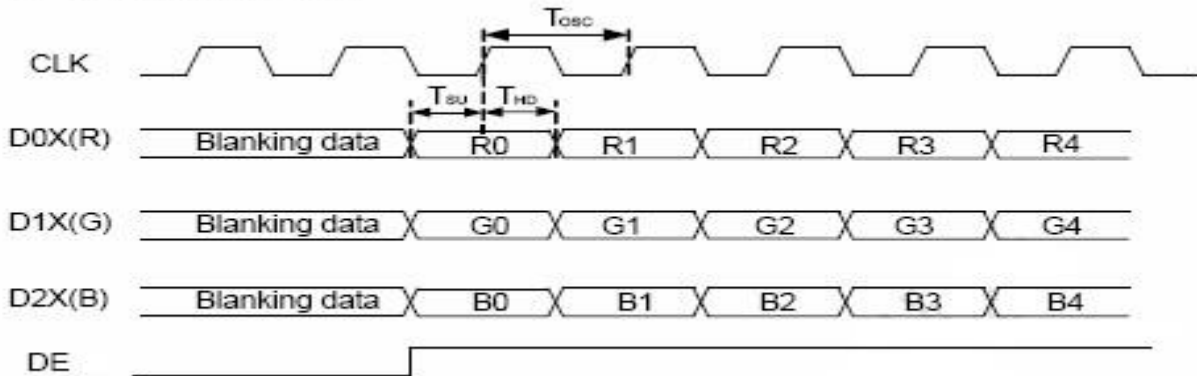 Tosc
CLK
TSU THD
D0X(R) Blanking data R0 R1 R2 R3 R4
D1X(G) Blanking data G0 G1 G2 G3 G4
D2X(B) Blanking data B0 B1 B2 B3 B4
DE